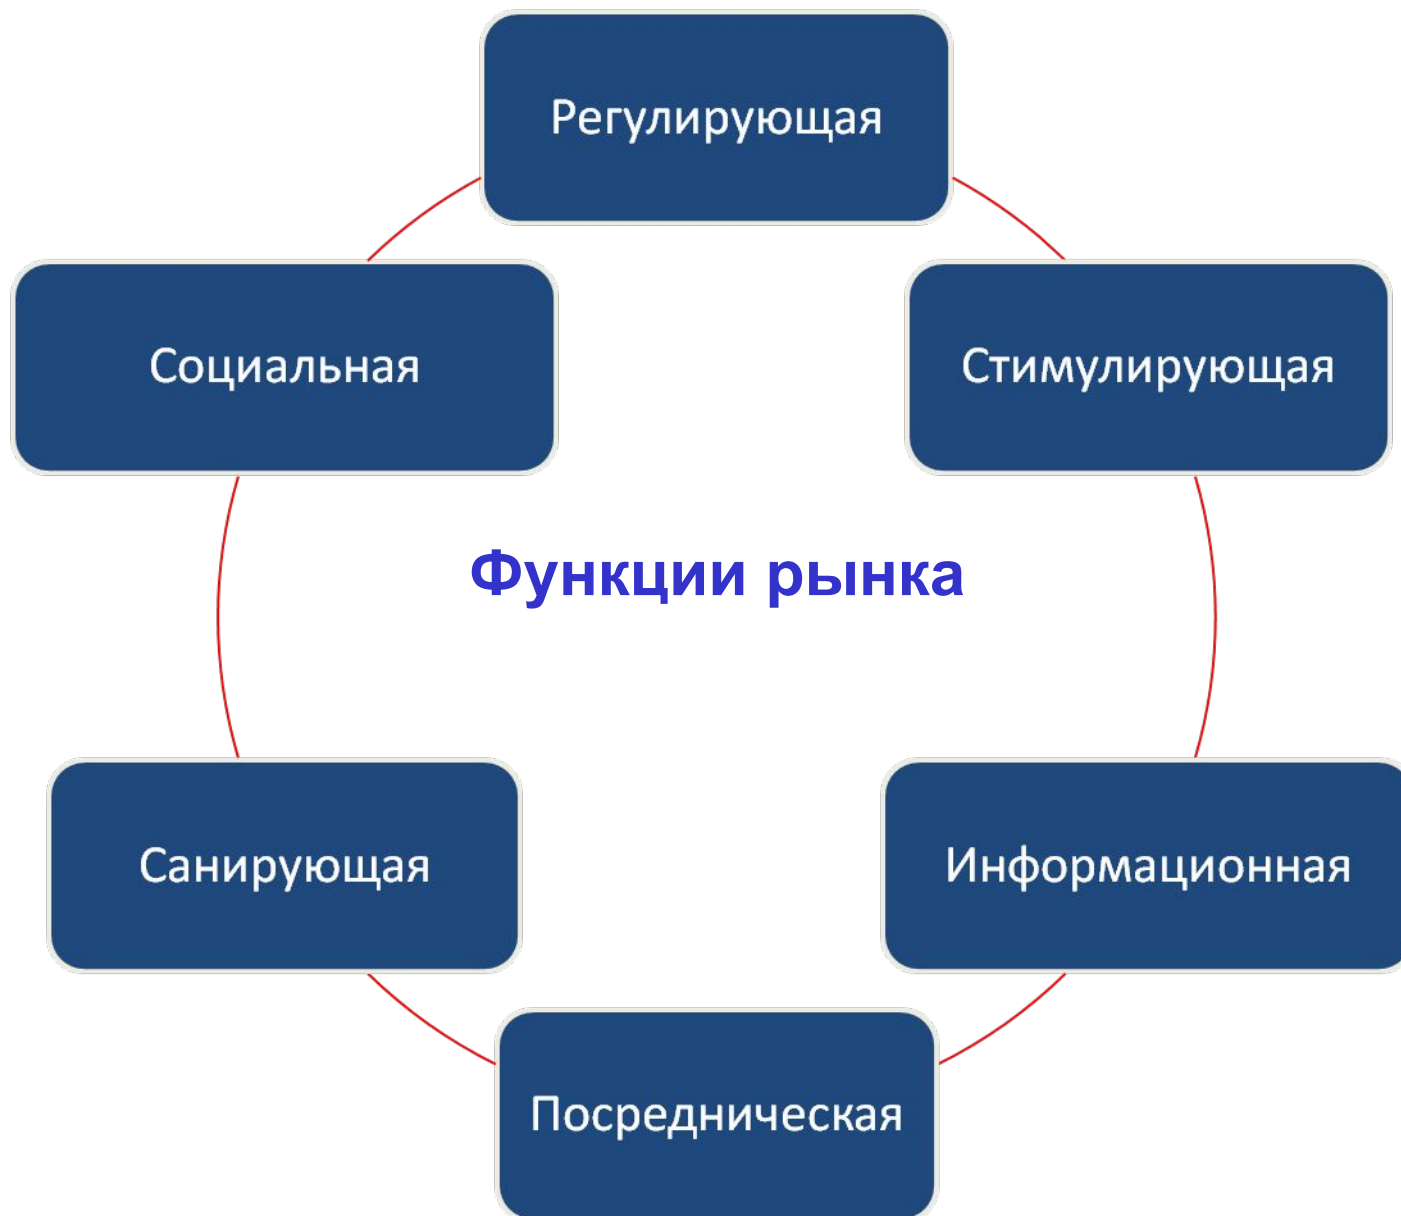 Регулирующая
Социальная
Стимулирующая
Функции рынка
Санирующая
Информационная
Посредническая